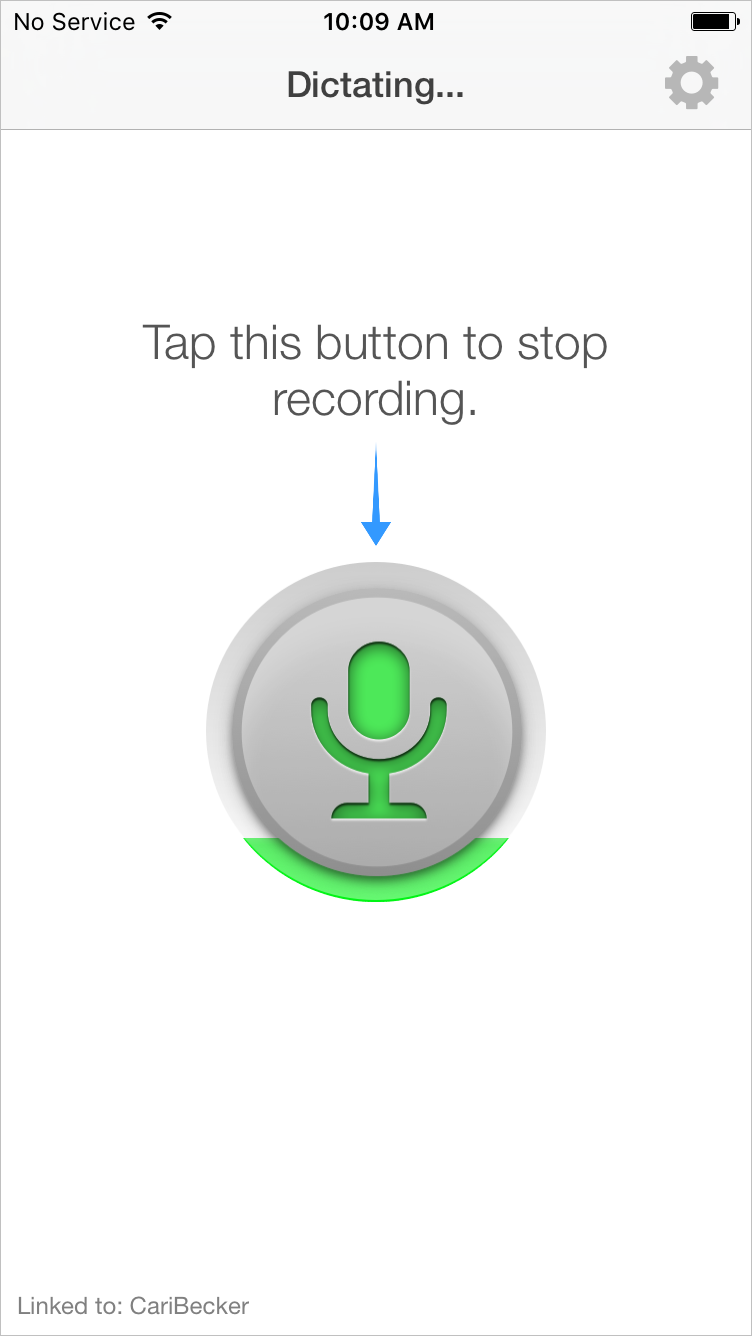 No Service 10:09 AM
Dictating...
Tap this button to stop
recording.
Linked to: CariBecker